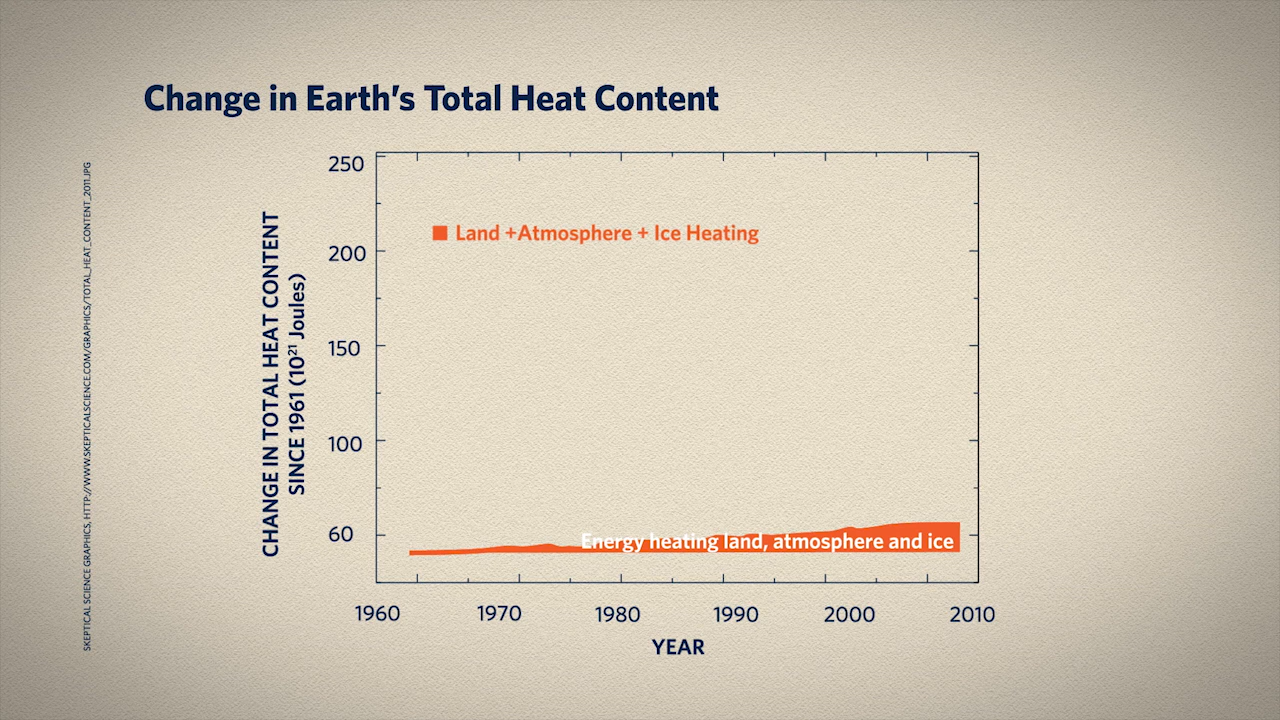 Change in Earth's Total Heat Content
250
200
150
100
60
Land +Atmosphere + Ice Heating
Energy heating land, atmosphere and ice
1960 1970 1980 1990 2000 2010
YEAR
CHANGE IN TOTAL HEAT CONTENT
SINCE 1961 (10²¹ Joules)
SKEPTICAL SCIENCE GRAPHICS, HTTP://WWW.SKEPTICALSCIENCE.COM/GRAPHICS/TOTAL_HEAT_CONTENT_2011.JPG